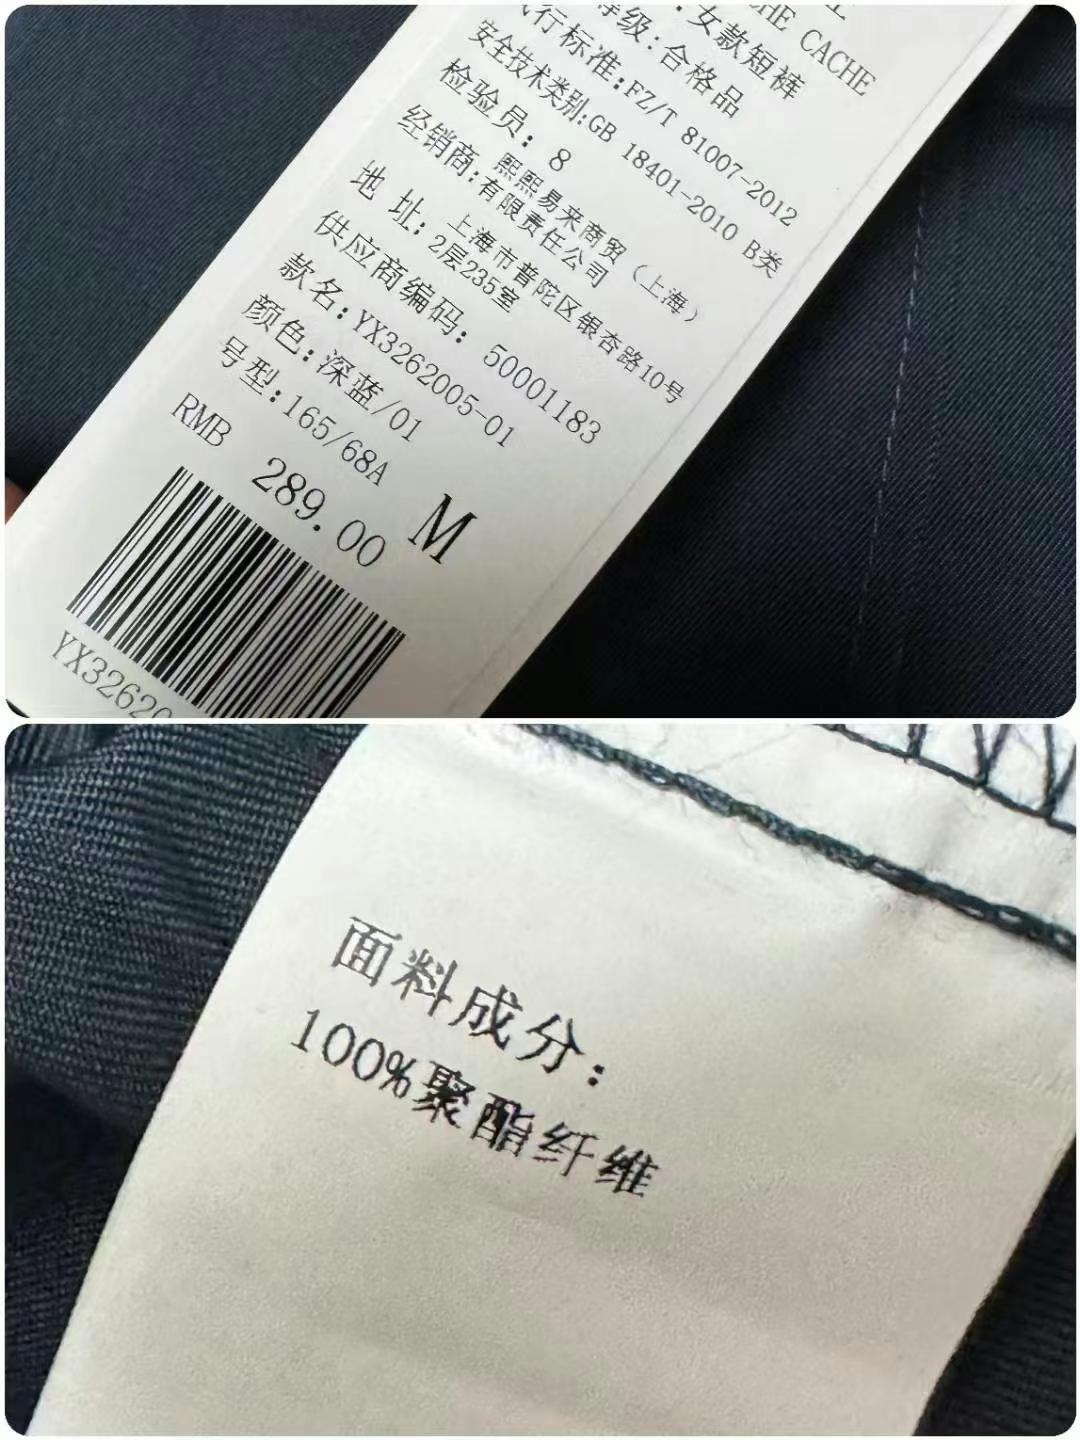 CACHE CACHE
女款短裤
等级:合格品
执行标准:FZ/T 81007-2012
安全技术类别:GB 18401-2010 B类
检验员: 8
经销商:熙熙易来商贸（上海）
有限责任公司
地 址:上海市普陀区银杏路10号
2层235室
供应商编码: 50001183
款名:YX3262005-01
颜色:深蓝/01
号型:165/68A M
RMB 289.00
YX32620
面料成分:
100%聚酯纤维